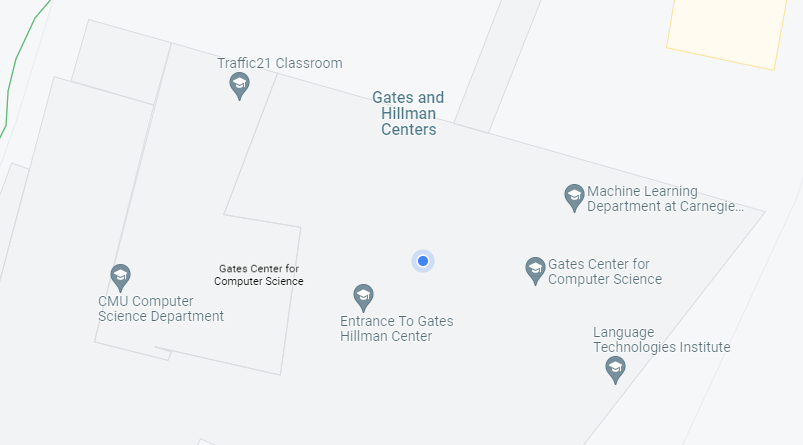 Traffic21 Classroom
Gates and
Hillman
Centers
Machine Learning
Department at Carnegie...
Gates Center for
Computer Science
Gates Center for
Computer Science
CMU Computer
Science Department
Entrance To Gates
Hillman Center
Language
Technologies Institute